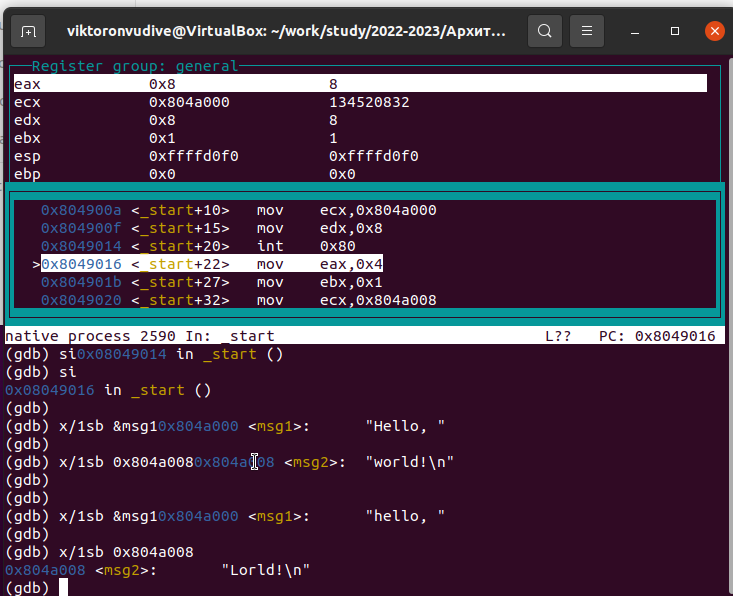 viktoronvudive@VirtualBox: ~/work/study/2022-2023/Архит...
Register group: general
eax 0x8 8
ecx 0x804a000 134520832
edx 0x8 8
ebx 0x1 1
esp 0xffffd0f0 0xffffd0f0
ebp 0x0 0x0
0x804900a <_start+10> mov ecx,0x804a000
0x804900f <_start+15> mov edx,0x8
0x8049014 <_start+20> int 0x80
>0x8049016 <_start+22> mov eax,0x4
0x804901b <_start+27> mov ebx,0x1
0x8049020 <_start+32> mov ecx,0x804a008
native process 2590 In: _start L?? PC: 0x8049016
(gdb) si0x08049014 in _start ()
(gdb) si
0x08049016 in _start ()
(gdb)
(gdb) x/1sb &msg10x804a000 <msg1>: "Hello, "
(gdb)
(gdb) x/1sb 0x804a0080x804a008 <msg2>: "world!\n"
(gdb)
(gdb)
(gdb) x/1sb &msg10x804a000 <msg1>: "hello, "
(gdb)
(gdb) x/1sb 0x804a008
0x804a008 <msg2>: "Lorld!\n"
(gdb)